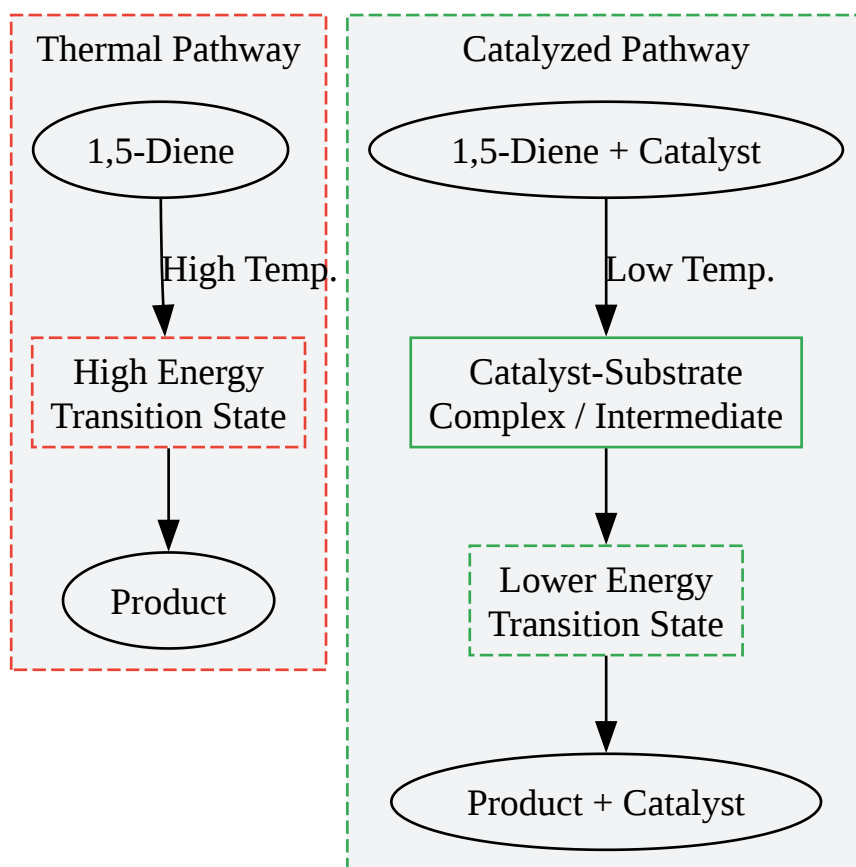 Thermal Pathway
1,5-Diene
High Temp.
High Energy
Transition State
Product
Catalyzed Pathway
1,5-Diene + Catalyst
Low Temp.
Catalyst-Substrate
Complex / Intermediate
Lower Energy
Transition State
Product + Catalyst